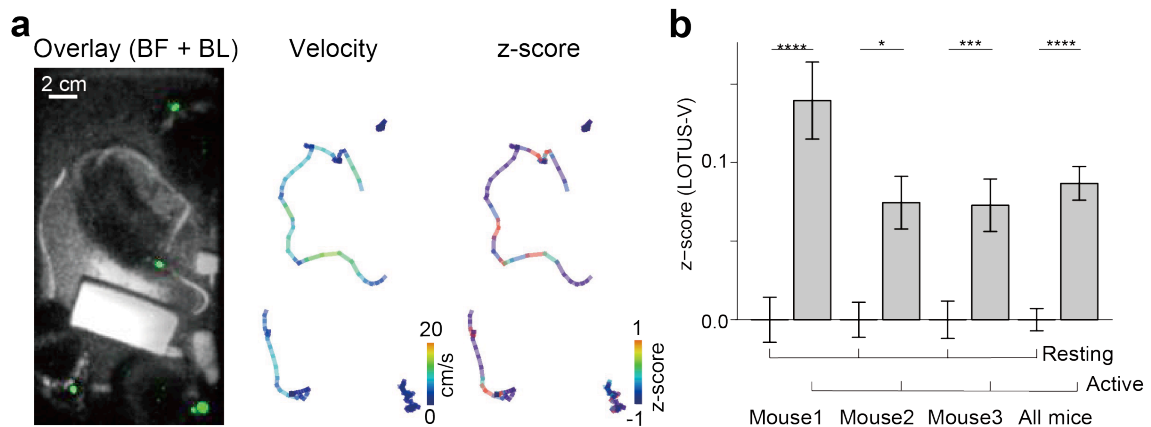 a
Overlay (BF + BL)
Velocity
z-score
2 cm
20
cm/s
0
1
z-score
-1
b
****
*
***
****
z−score (LOTUS-V)
0.1
0.0
Resting
Active
Mouse1
Mouse2
Mouse3
All mice